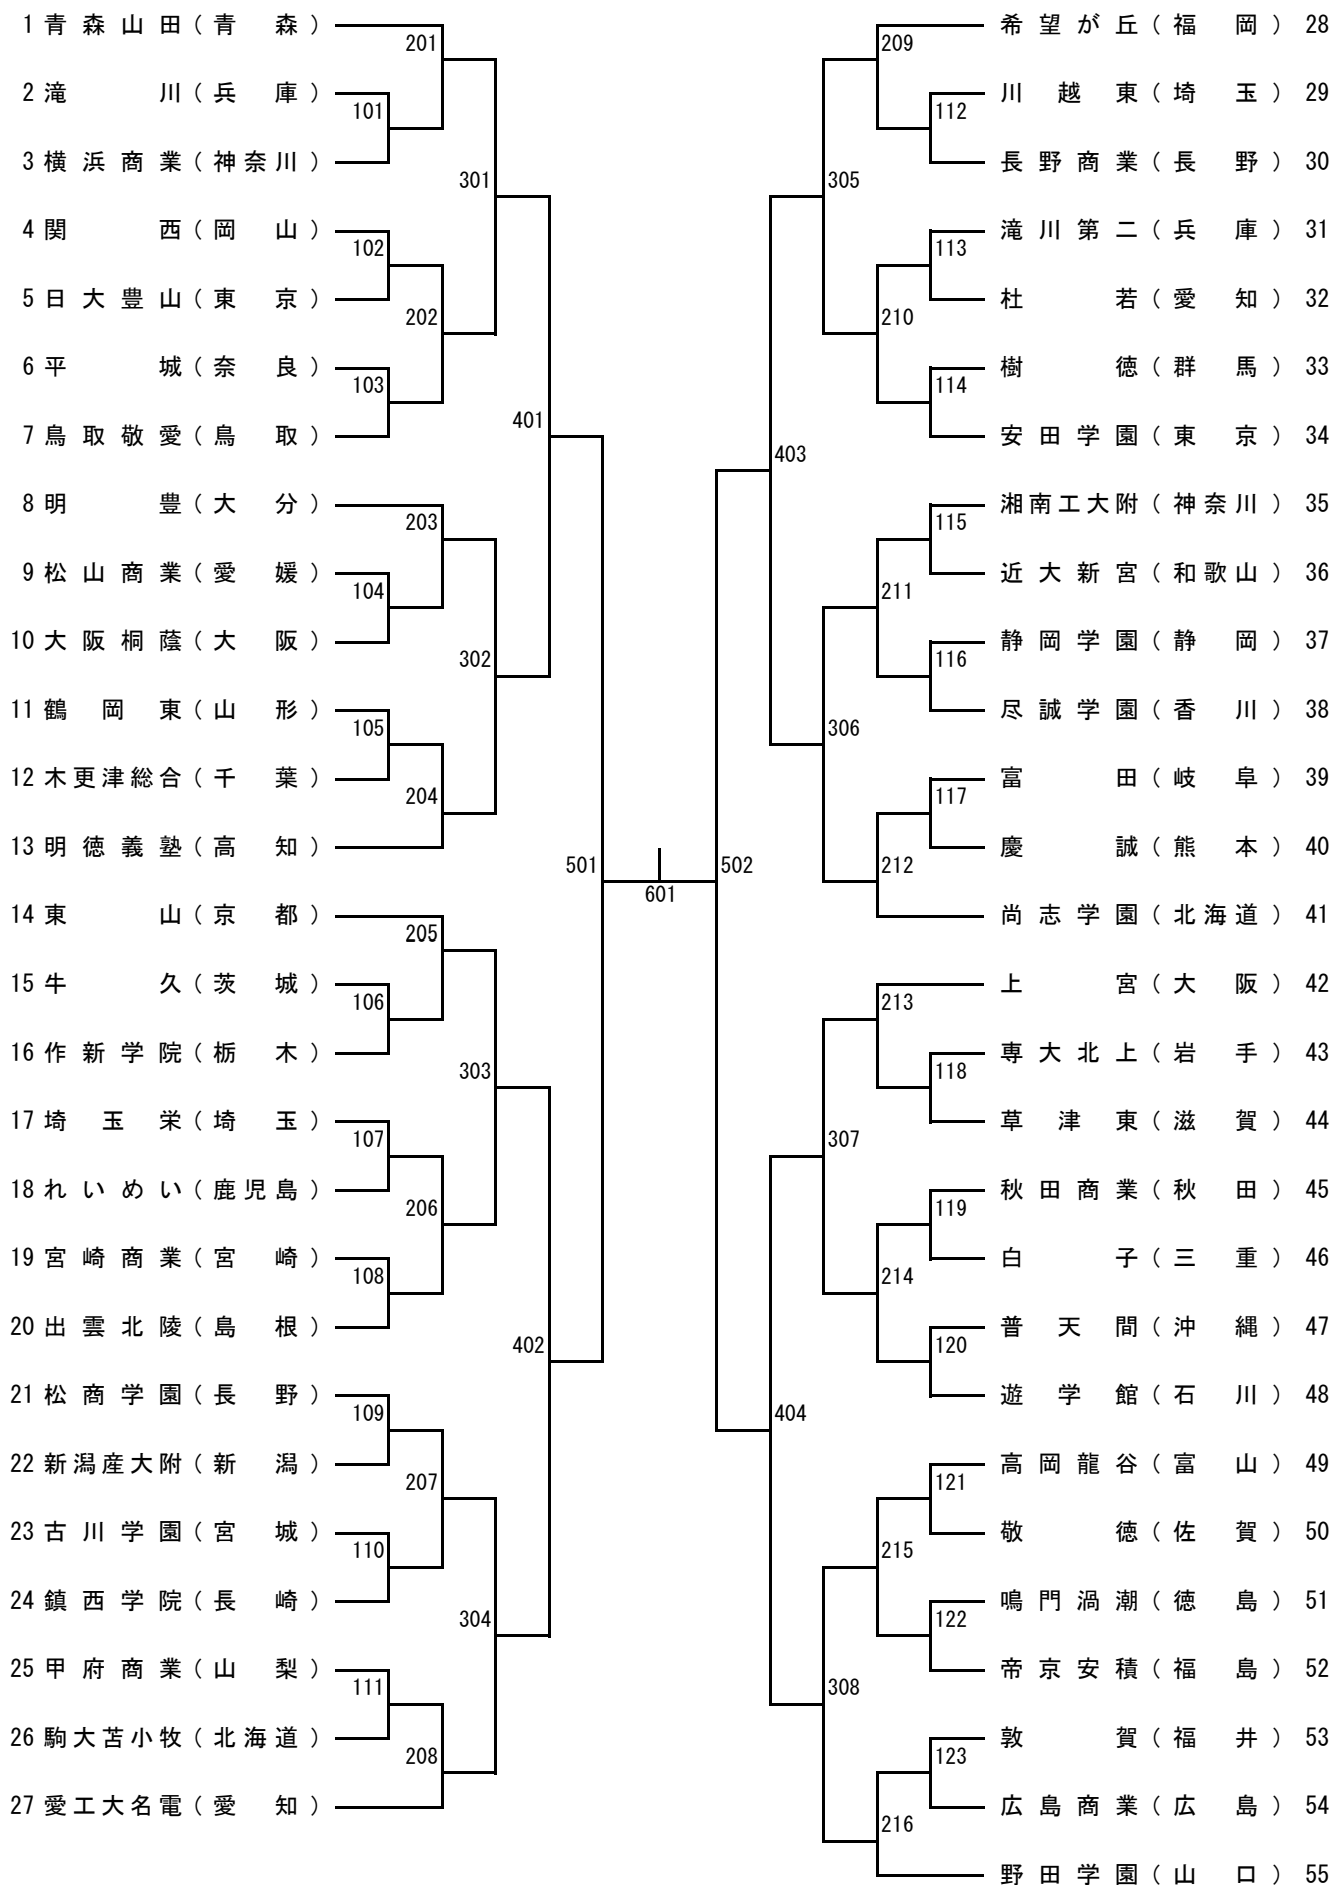 1 青森山田（青森）
2 滝川（兵庫）
3 横浜商業（神奈川）
4 関西（岡山）
5 日大豊山（東京）
6 平城（奈良）
7 鳥取敬愛（鳥取）
8 明豊（大分）
9 松山商業（愛媛）
10 大阪桐蔭（大阪）
11 鶴岡東（山形）
12 木更津総合（千葉）
13 明徳義塾（高知）
14 東山（京都）
15 牛久（茨城）
16 作新学院（栃木）
17 埼玉栄（埼玉）
18 れいめい（鹿児島）
19 宮崎商業（宮崎）
20 出雲北陵（島根）
21 松商学園（長野）
22 新潟産大附（新潟）
23 古川学園（宮城）
24 鎮西学院（長崎）
25 甲府商業（山梨）
26 駒大苫小牧（北海道）
27 愛工大名電（愛知）
101
102
103
104
105
106
107
108
109
110
111
201
202
203
204
205
206
207
208
301
302
303
304
401
402
501
601
502
403
404
305
306
307
308
209
210
211
212
213
214
215
216
112
113
114
115
116
117
118
119
120
121
122
123
希望が丘（福岡） 28
川越東（埼玉） 29
長野商業（長野） 30
滝川第二（兵庫） 31
杜若（愛知） 32
樹徳（群馬） 33
安田学園（東京） 34
湘南工大附（神奈川） 35
近大新宮（和歌山） 36
静岡学園（静岡） 37
尽誠学園（香川） 38
富田（岐阜） 39
慶誠（熊本） 40
尚志学園（北海道） 41
上宮（大阪） 42
専大北上（岩手） 43
草津東（滋賀） 44
秋田商業（秋田） 45
白子（三重） 46
普天間（沖縄） 47
遊学館（石川） 48
高岡龍谷（富山） 49
敬徳（佐賀） 50
鳴門渦潮（徳島） 51
帝京安積（福島） 52
敦賀（福井） 53
広島商業（広島） 54
野田学園（山口） 55